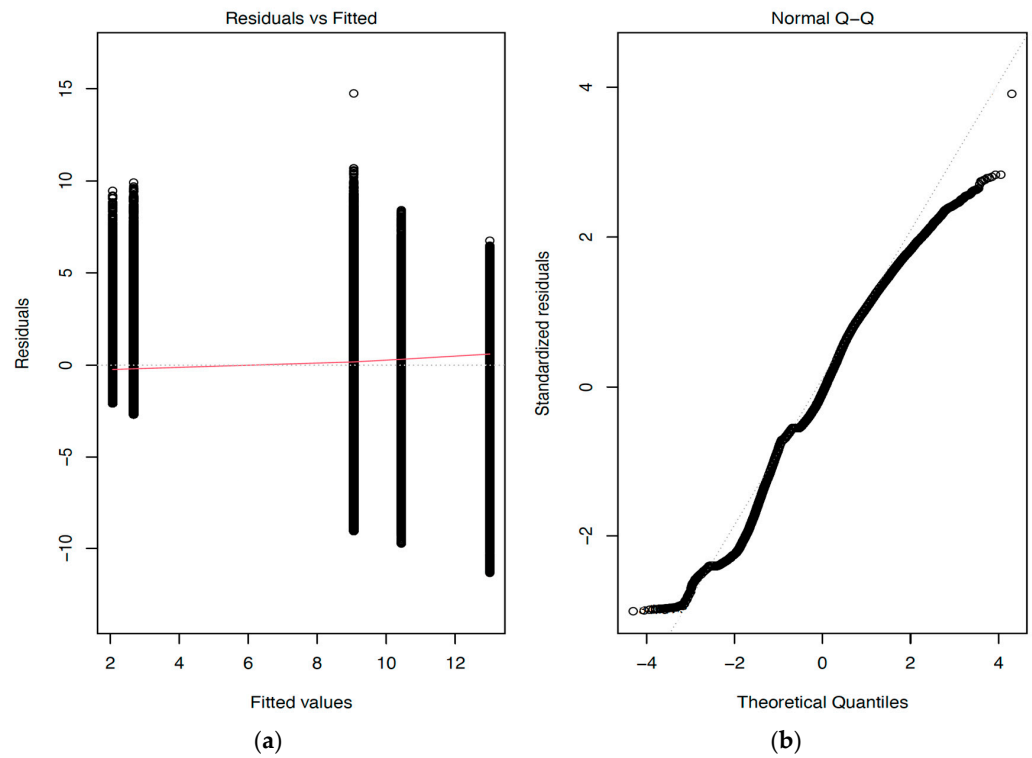 Residuals vs Fitted
Residuals
15
10
5
0
−5
−10
2 4 6 8 10 12
Fitted values
(a)
Normal Q−Q
Standardized residuals
4
2
0
−2
−4 −2 0 2 4
Theoretical Quantiles
(b)